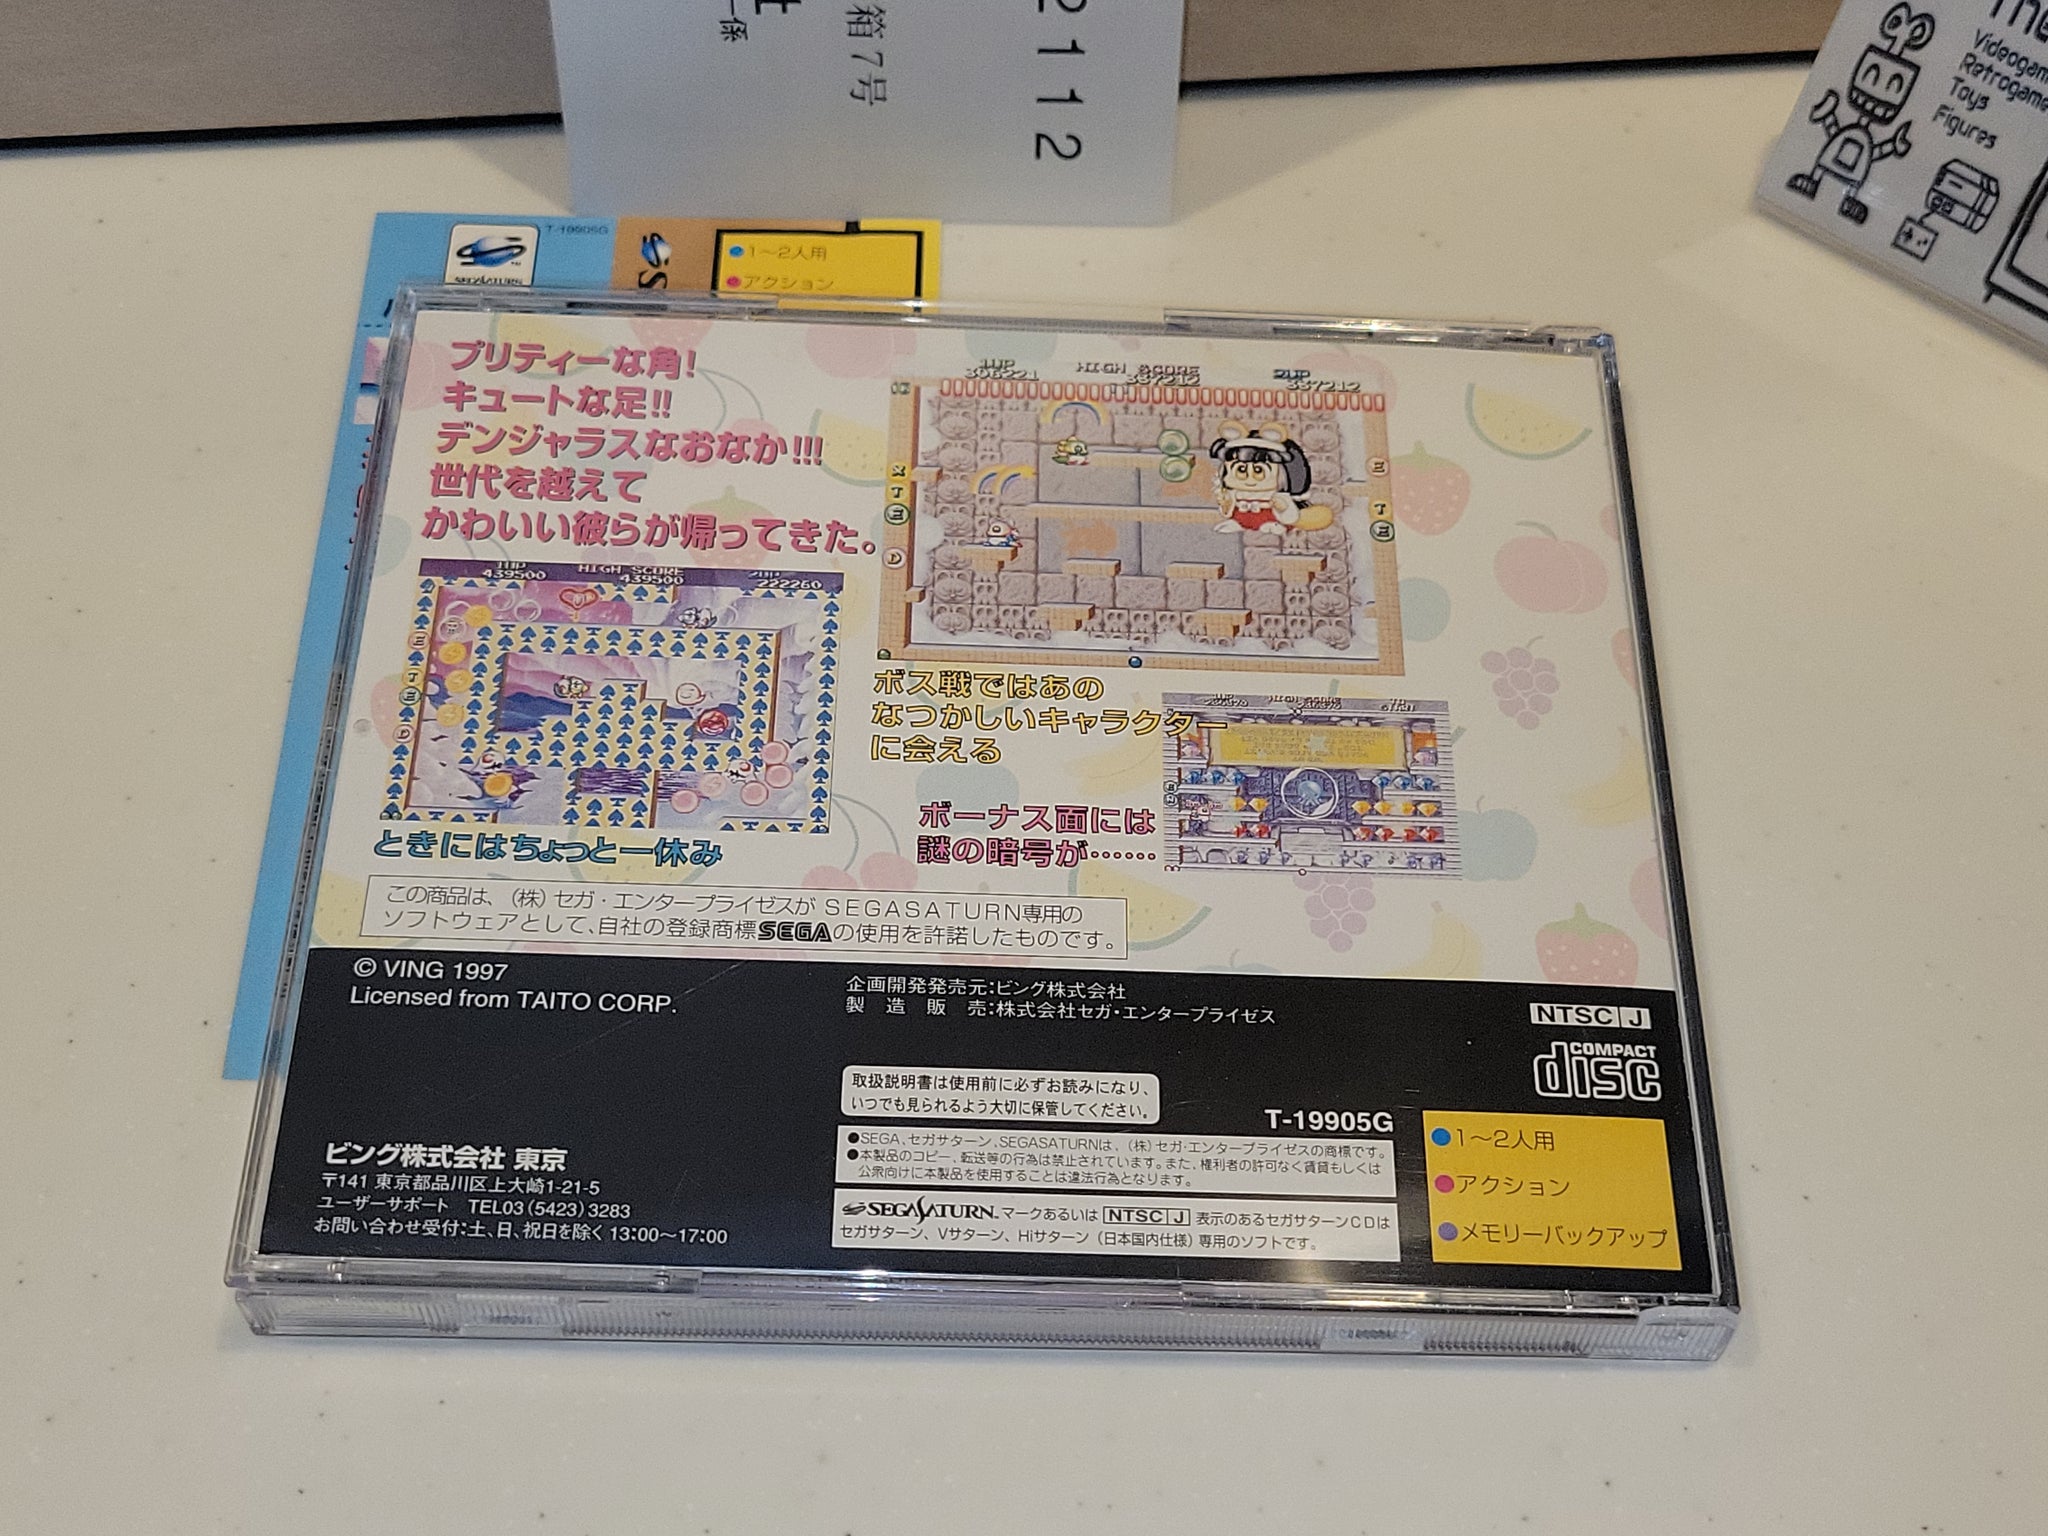 2112
箱7号
係
Videogam
Retrogame
Toys
Figures
T-19905G
SEGASATURN
1～2人用
アクション
プリティーな角!
キュートな足!!
デンジャラスなおなか!!!
世代を越えて
かわいい彼らが帰ってきた。
1UP HIGH SCORE 2UP
306221 337212 337212
1UP HIGH SCORE 2UP
439500 439500 222260
ボス戦ではあの
なつかしいキャラクター
に会える
ときにはちょっと一休み
ボーナス面には
謎の暗号が……
この商品は、(株)セガ・エンタープライゼスが SEGASATURN専用の
ソフトウェアとして、自社の登録商標SEGAの使用を許諾したものです。
© VING 1997
Licensed from TAITO CORP.
企画開発発売元:ビング株式会社
製造販売:株式会社セガ・エンタープライゼス
NTSC J
COMPACT
disc
取扱説明書は使用前に必ずお読みになり、
いつでも見られるよう大切に保管してください。
T-19905G
●SEGA、セガサターン、SEGASATURNは、(株)セガ・エンタープライゼスの商標です。
●本製品のコピー、転送等の行為は禁止されています。また、権利者の許可なく賃貸もしくは
公衆向けに本製品を使用することは違法行為となります。
SEGASATURN™マークあるいは NTSC J 表示のあるセガサターンCDは
セガサターン、Vサターン、Hiサターン(日本国内仕様)専用のソフトです。
●1～2人用
●アクション
●メモリーバックアップ
ビング株式会社 東京
〒141 東京都品川区上大崎1-21-5
ユーザーサポート TEL03(5423)3283
お問い合わせ受付:土、日、祝日を除く 13:00～17:00